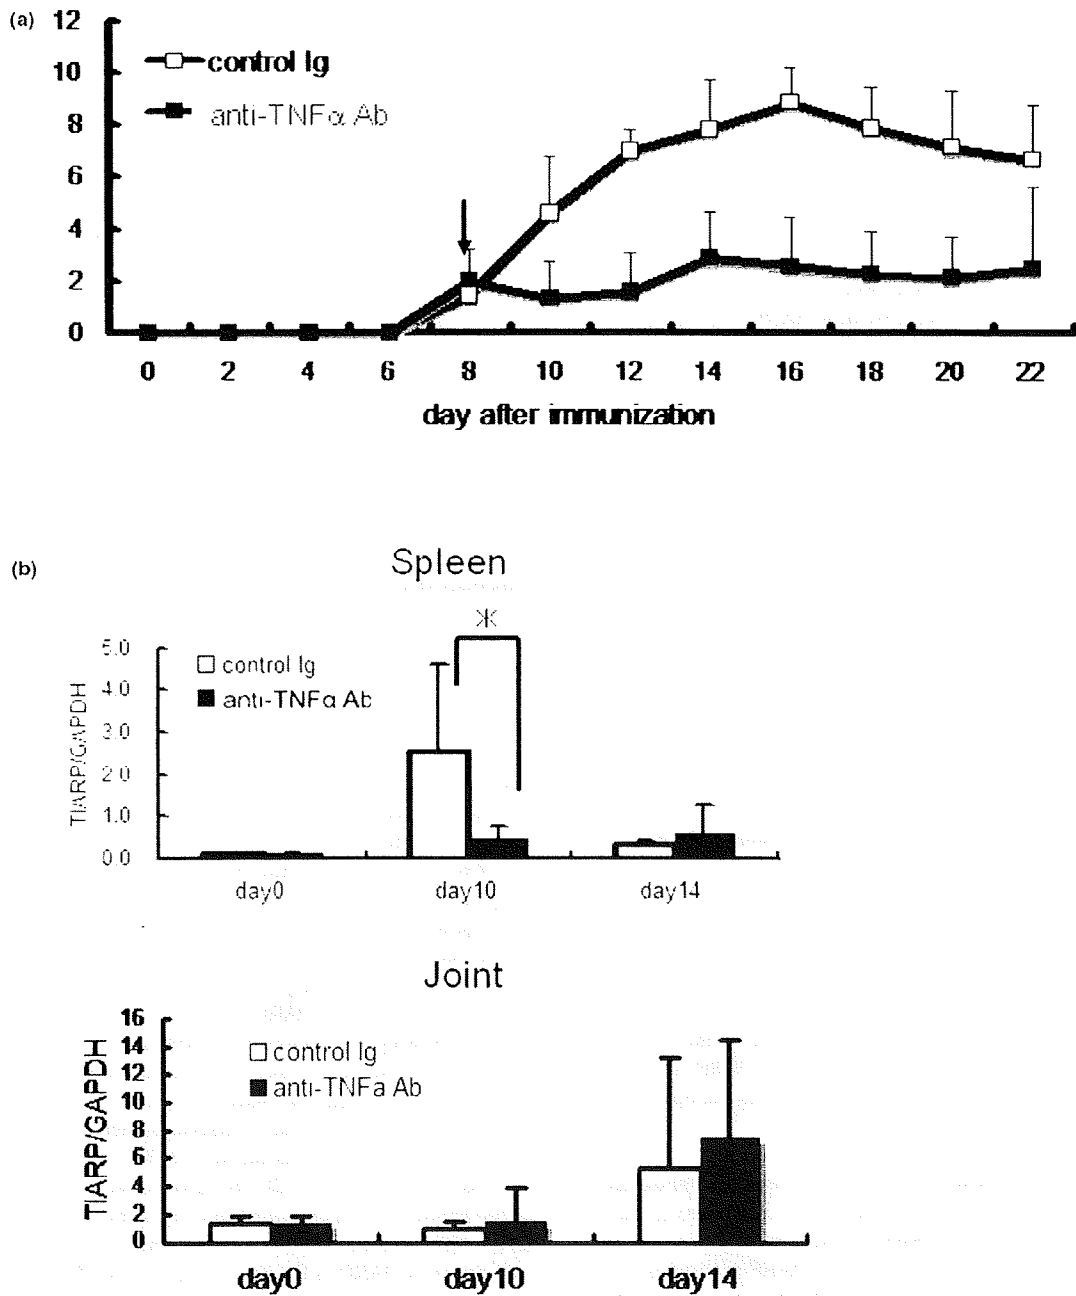 (a)
12
10
8
6
4
2
0
control Ig
anti-TNFα Ab
0 2 4 6 8 10 12 14 16 18 20 22
day after immunization
(b)
Spleen
*
TIARP/GAPDH
5.0
4.0
3.0
2.0
1.0
0.0
control Ig
anti-TNFα Ab
day0 day10 day14
Joint
TIARP/GAPDH
16
14
12
10
8
6
4
2
0
control Ig
anti-TNFa Ab
day0 day10 day14